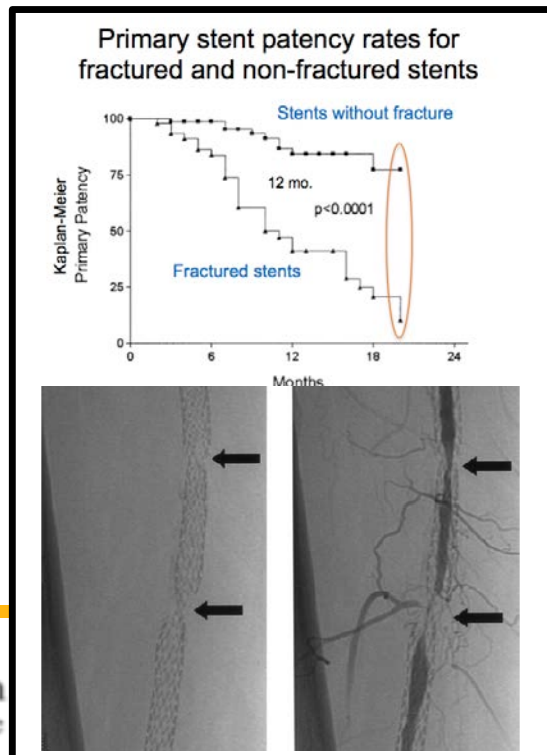 Primary stent patency rates for
fractured and non-fractured stents
Kaplan-Meier
Primary Patency
100
75
50
25
0
Stents without fracture
12 mo.
p<0.0001
Fractured stents
0 6 12 18 24
Months